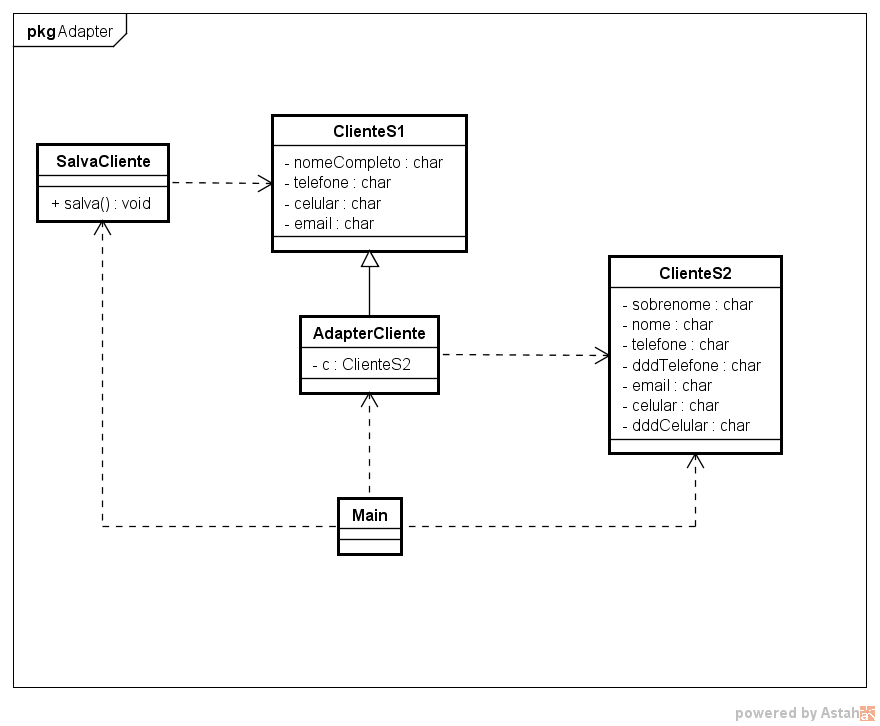 pkg Adapter
ClienteS1
- nomeCompleto : char
- telefone : char
- celular : char
- email : char
SalvaCliente
+ salva() : void
ClienteS2
- sobrenome : char
- nome : char
- telefone : char
- dddTelefone : char
- email : char
- celular : char
- dddCelular : char
AdapterCliente
- c : ClienteS2
Main
powered by Astah